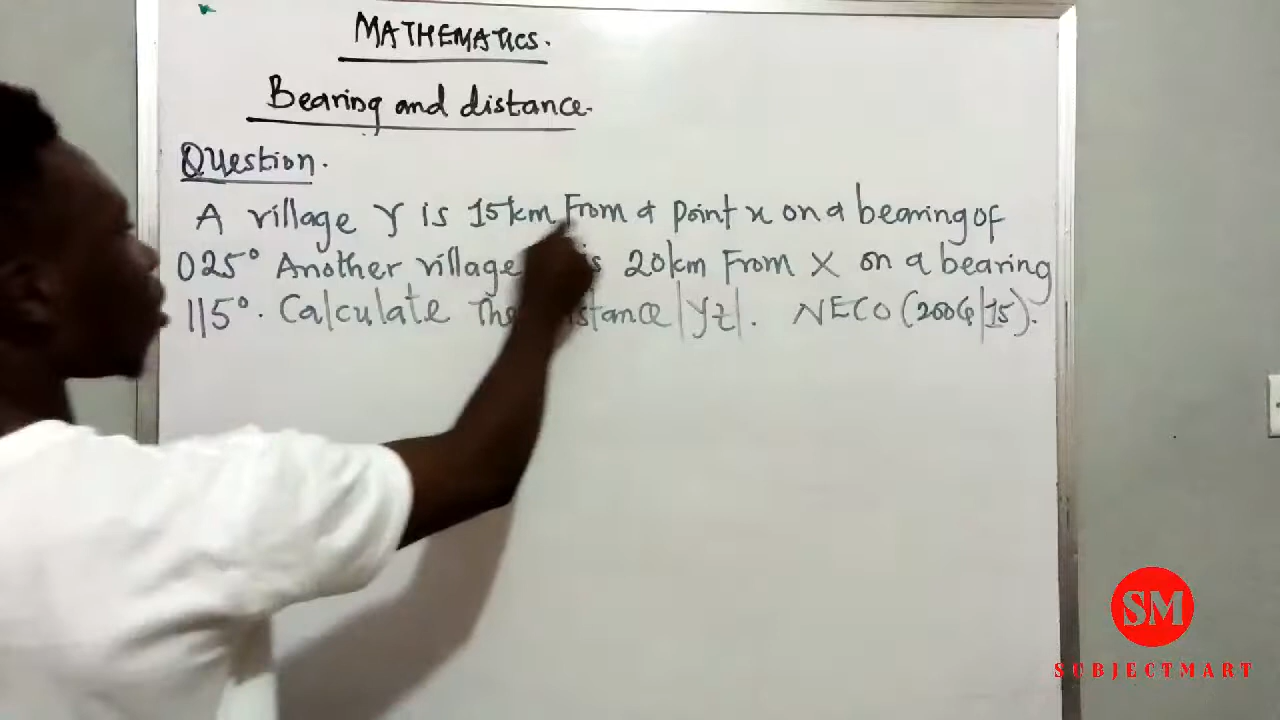 MATHEMATICS.
Bearing and distance.
Question.
A village Y is 15km From a point x on a bearing of
025° Another village is 20km From X on a bearing
115°. Calculate The distance |YZ|. NECO (2006|15).
SM
SUBJECTMART